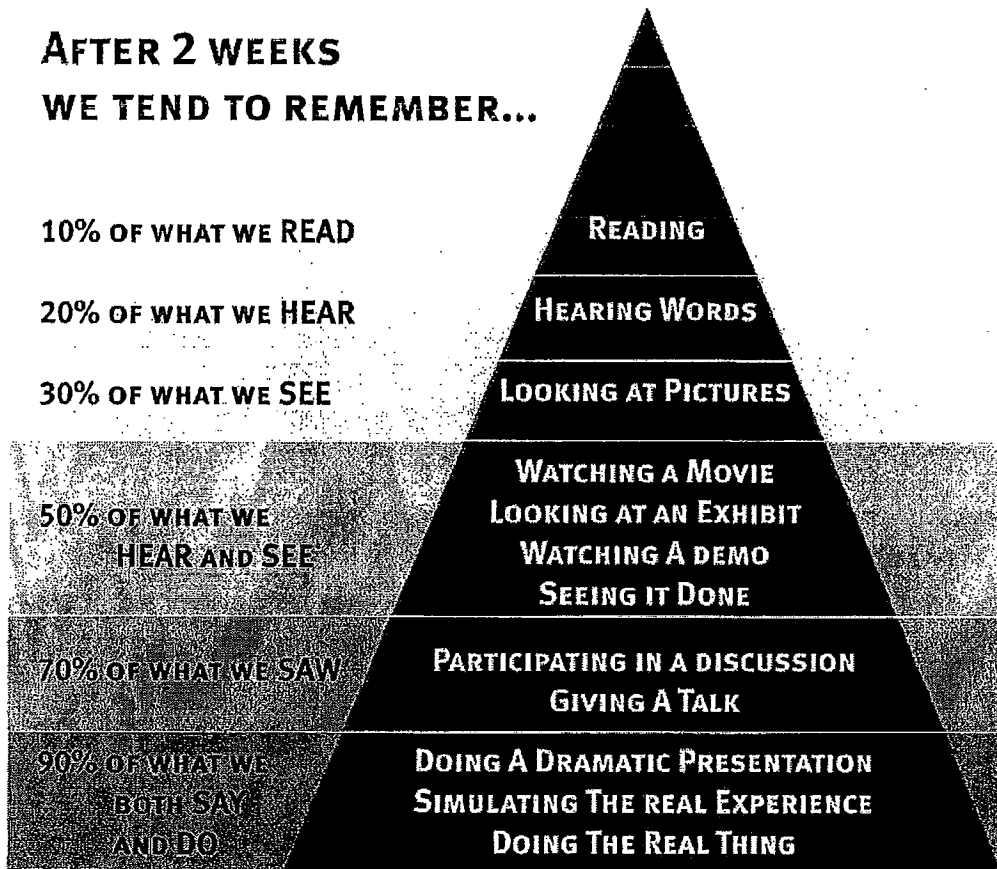 AFTER 2 WEEKS
WE TEND TO REMEMBER...
10% OF WHAT WE READ
READING
20% OF WHAT WE HEAR
HEARING WORDS
30% OF WHAT WE SEE
LOOKING AT PICTURES
50% OF WHAT WE
HEAR AND SEE
WATCHING A MOVIE
LOOKING AT AN EXHIBIT
WATCHING A DEMO
SEEING IT DONE
70% OF WHAT WE SAW
PARTICIPATING IN A DISCUSSION
GIVING A TALK
90% OF WHAT WE
BOTH SAY
AND DO
DOING A DRAMATIC PRESENTATION
SIMULATING THE REAL EXPERIENCE
DOING THE REAL THING